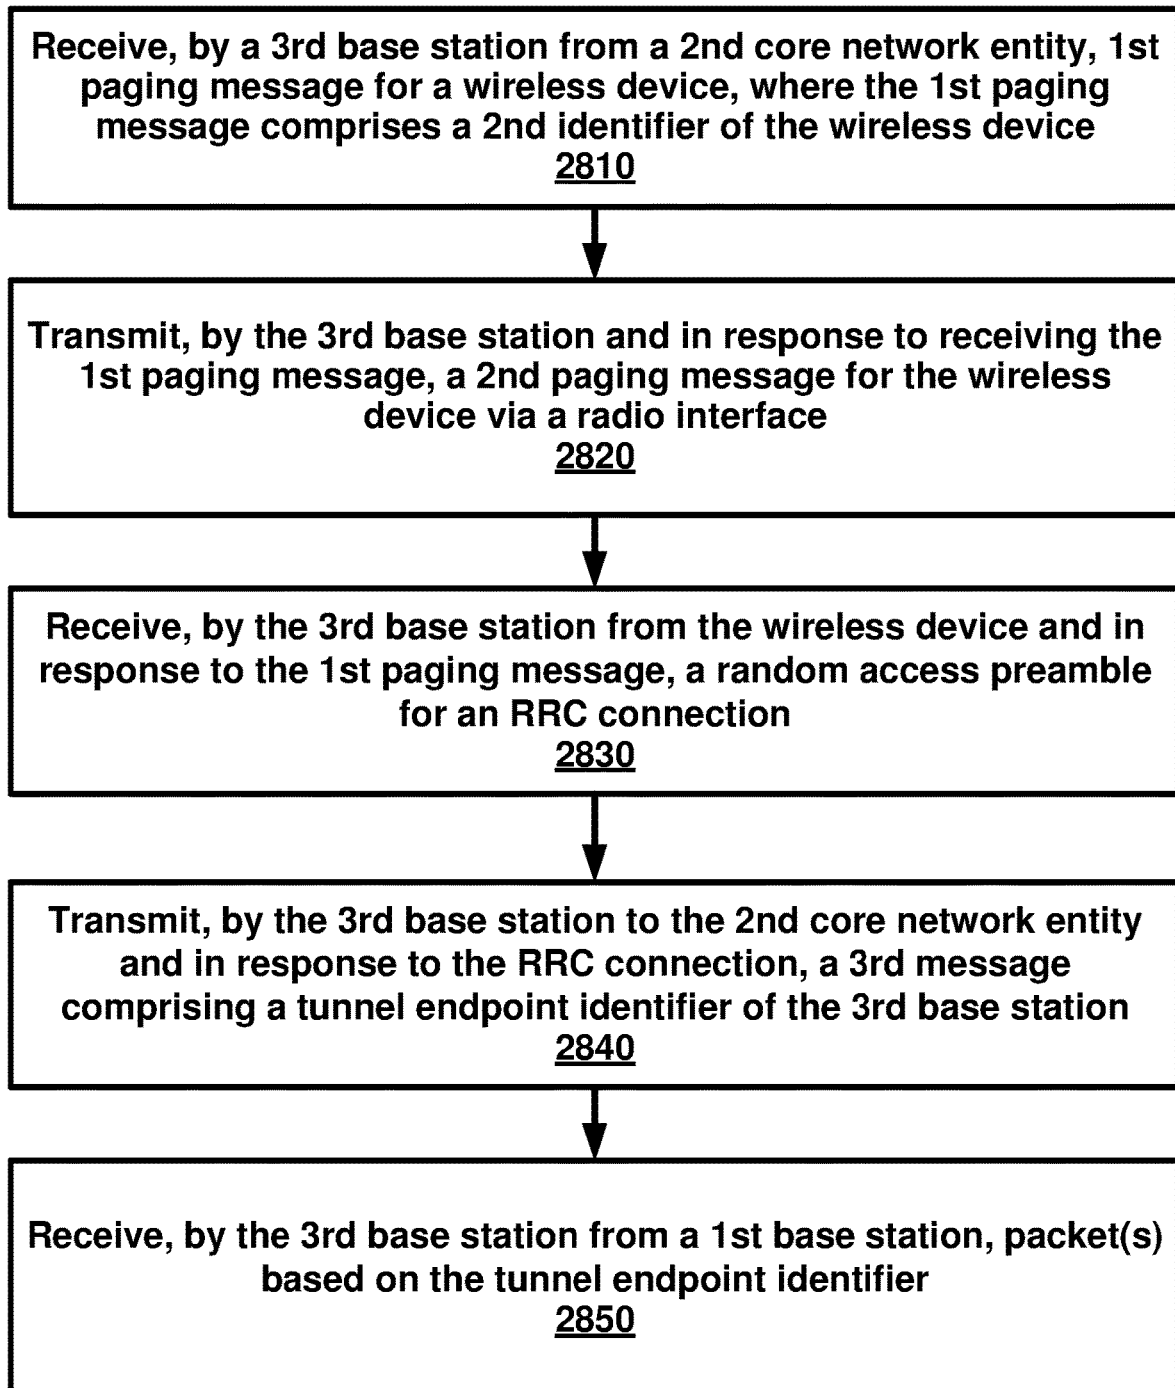 Receive, by a 3rd base station from a 2nd core network entity, 1st
paging message for a wireless device, where the 1st paging
message comprises a 2nd identifier of the wireless device
2810
Transmit, by the 3rd base station and in response to receiving the
1st paging message, a 2nd paging message for the wireless
device via a radio interface
2820
Receive, by the 3rd base station from the wireless device and in
response to the 1st paging message, a random access preamble
for an RRC connection
2830
Transmit, by the 3rd base station to the 2nd core network entity
and in response to the RRC connection, a 3rd message
comprising a tunnel endpoint identifier of the 3rd base station
2840
Receive, by the 3rd base station from a 1st base station, packet(s)
based on the tunnel endpoint identifier
2850